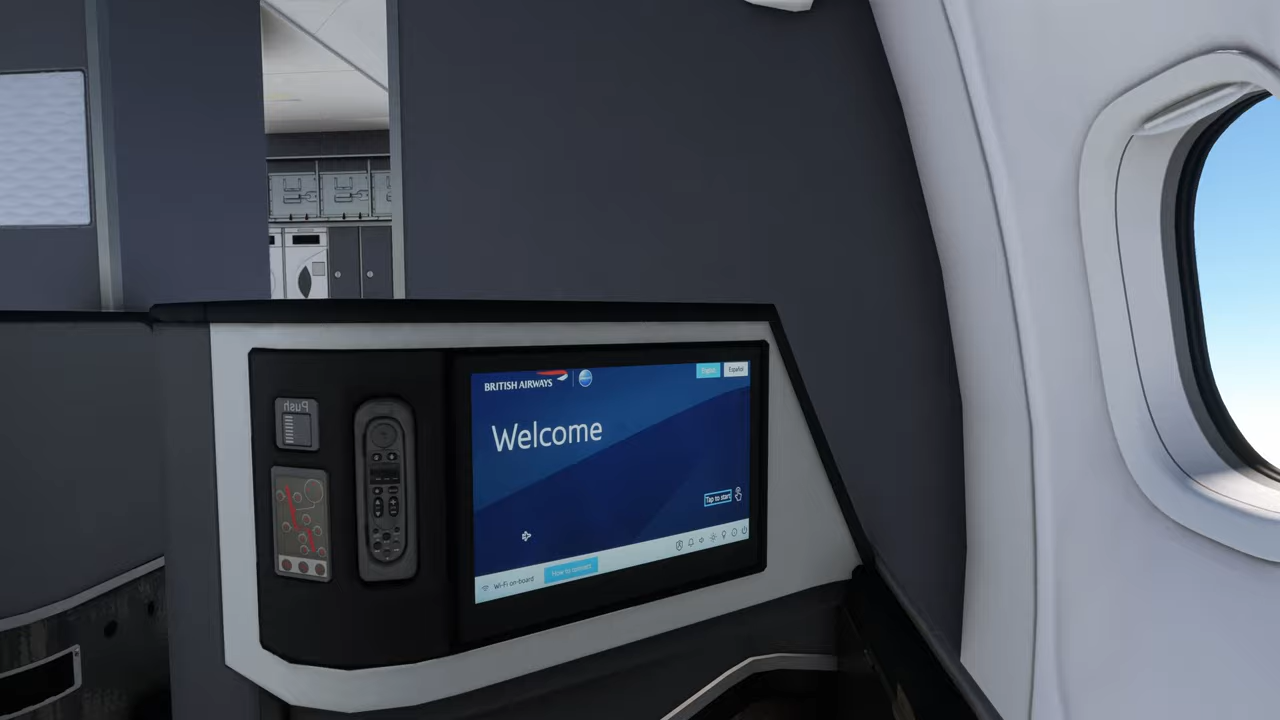 Push
BRITISH AIRWAYS
English
Español
Welcome
Tap to start
Wi-Fi on-board
How to connect